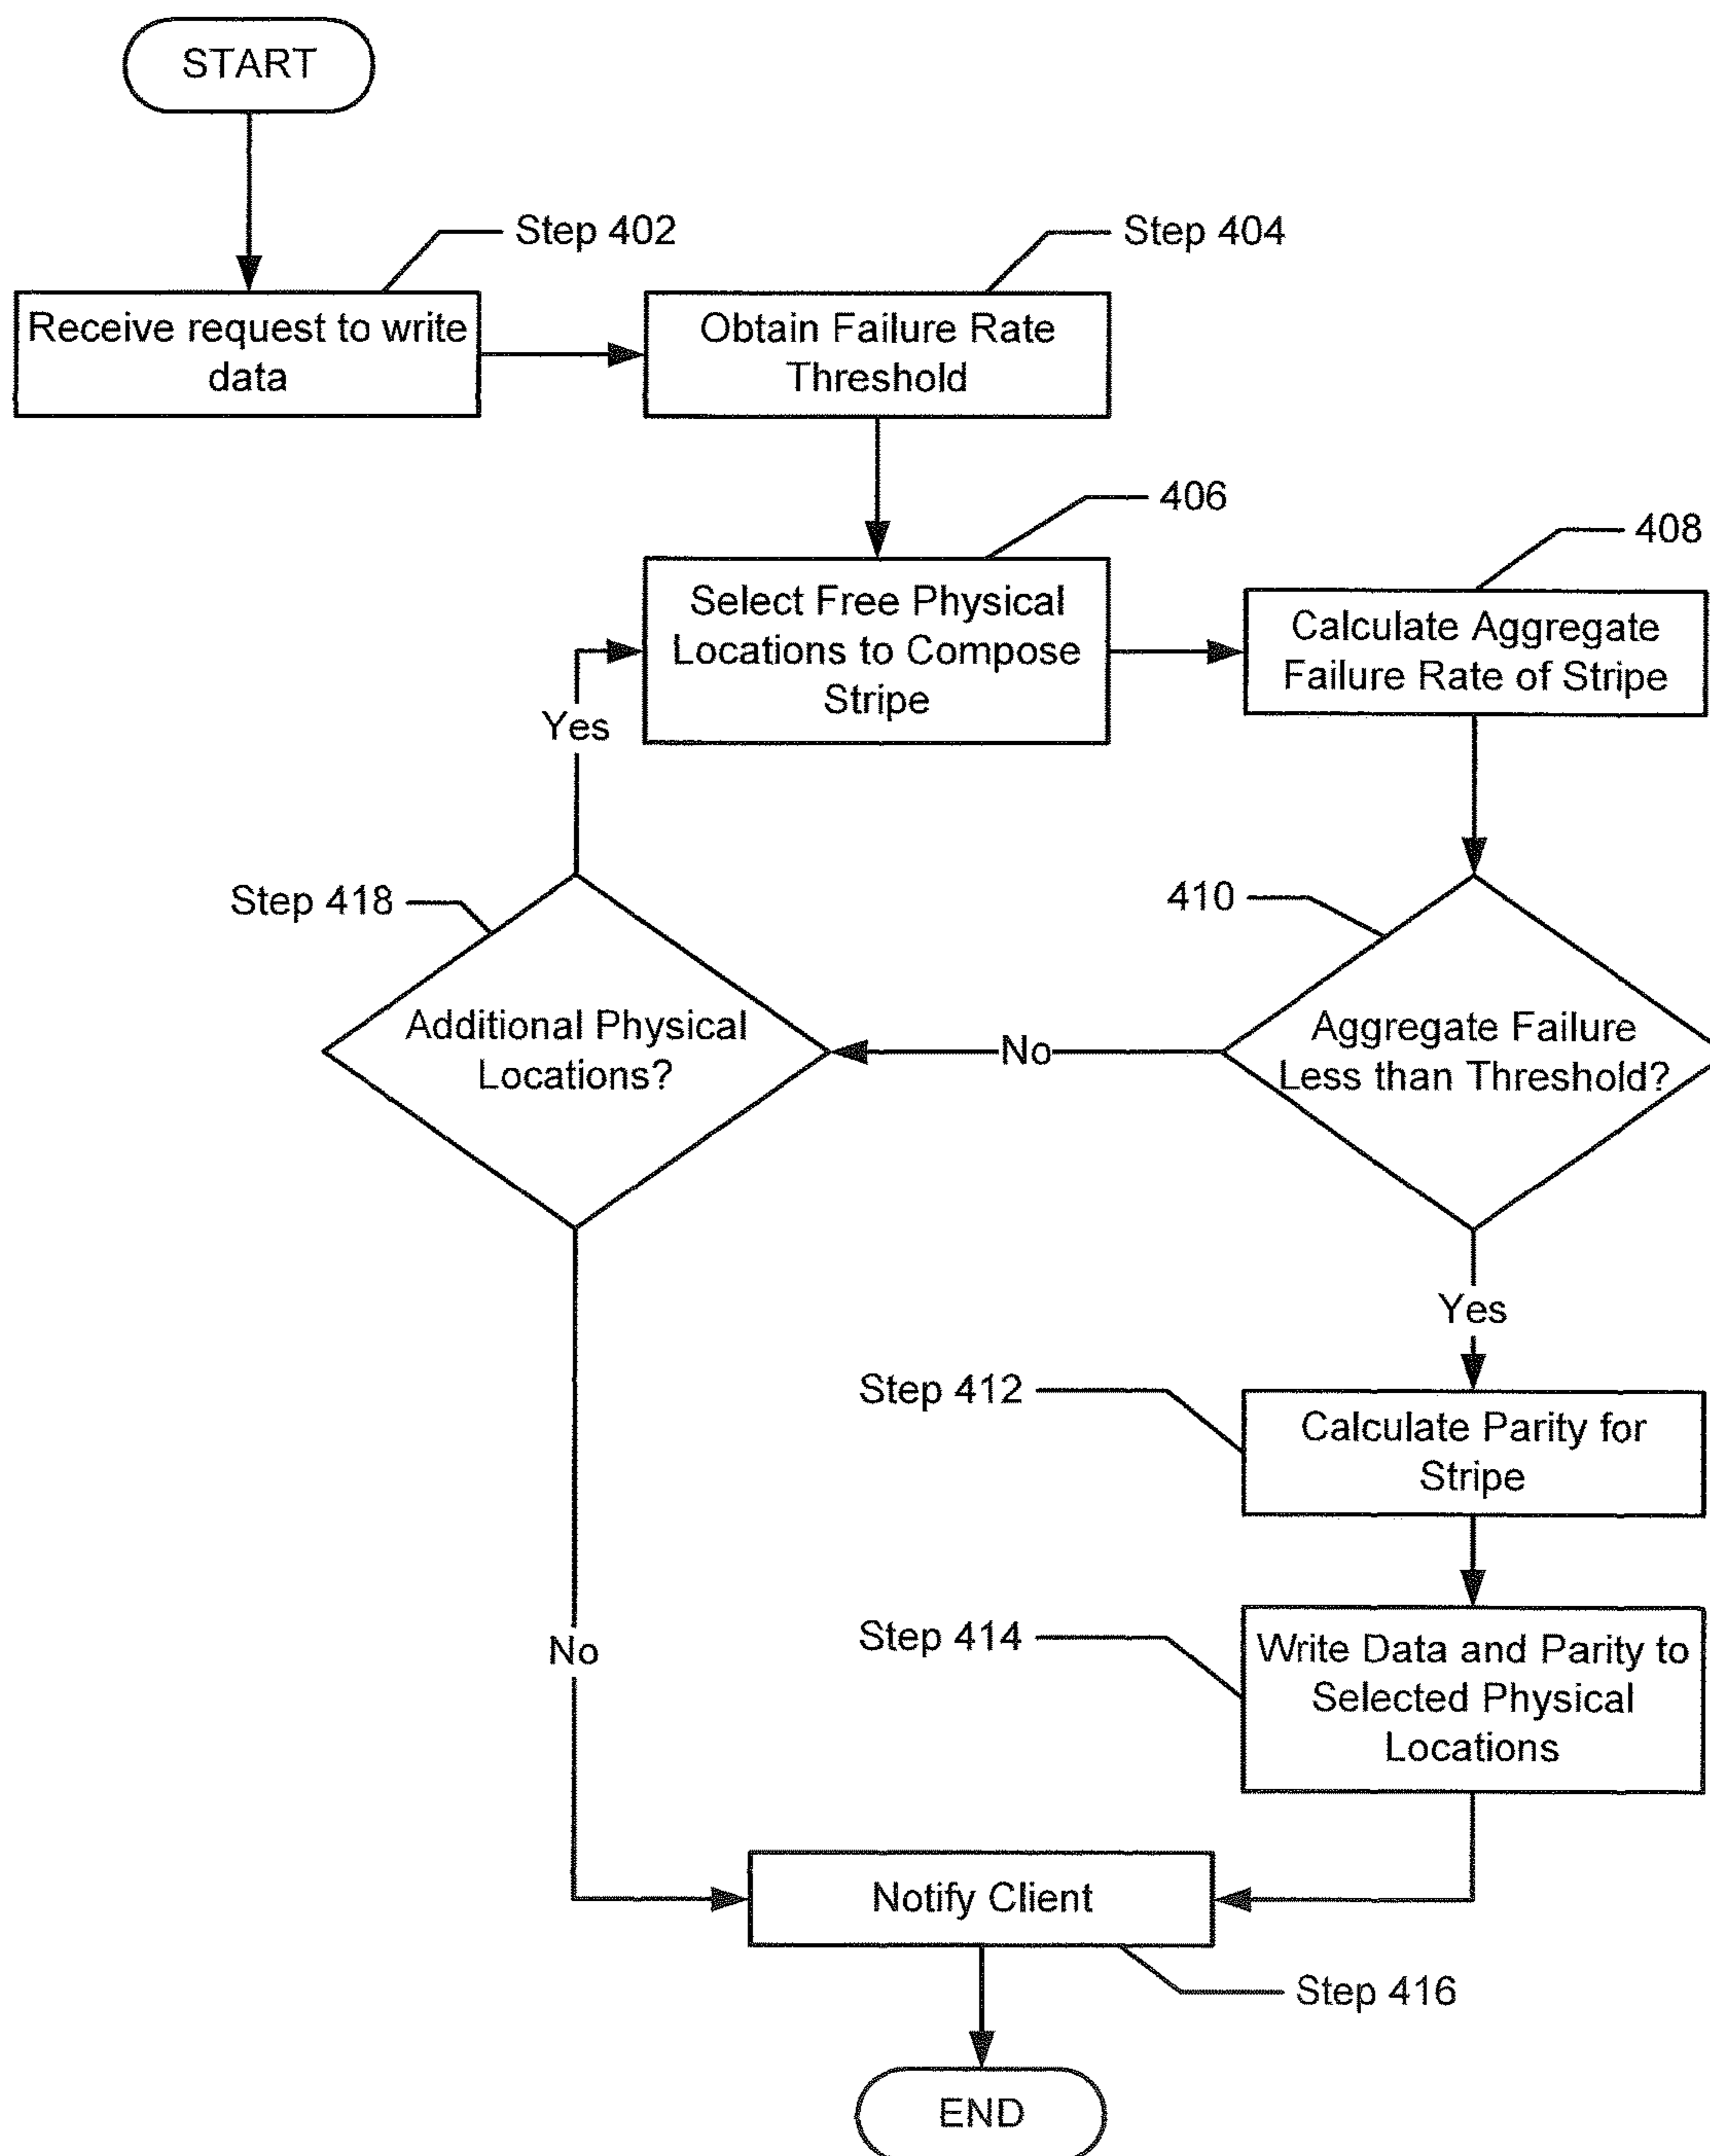 START
Step 402
Step 404
Receive request to write
data
Obtain Failure Rate
Threshold
406
408
Select Free Physical
Locations to Compose
Stripe
Calculate Aggregate
Failure Rate of Stripe
Yes
Step 418
410
Additional Physical
Locations?
No
Aggregate Failure
Less than Threshold?
Yes
Step 412
Calculate Parity for
Stripe
Step 414
Write Data and Parity to
Selected Physical
Locations
No
Notify Client
Step 416
END